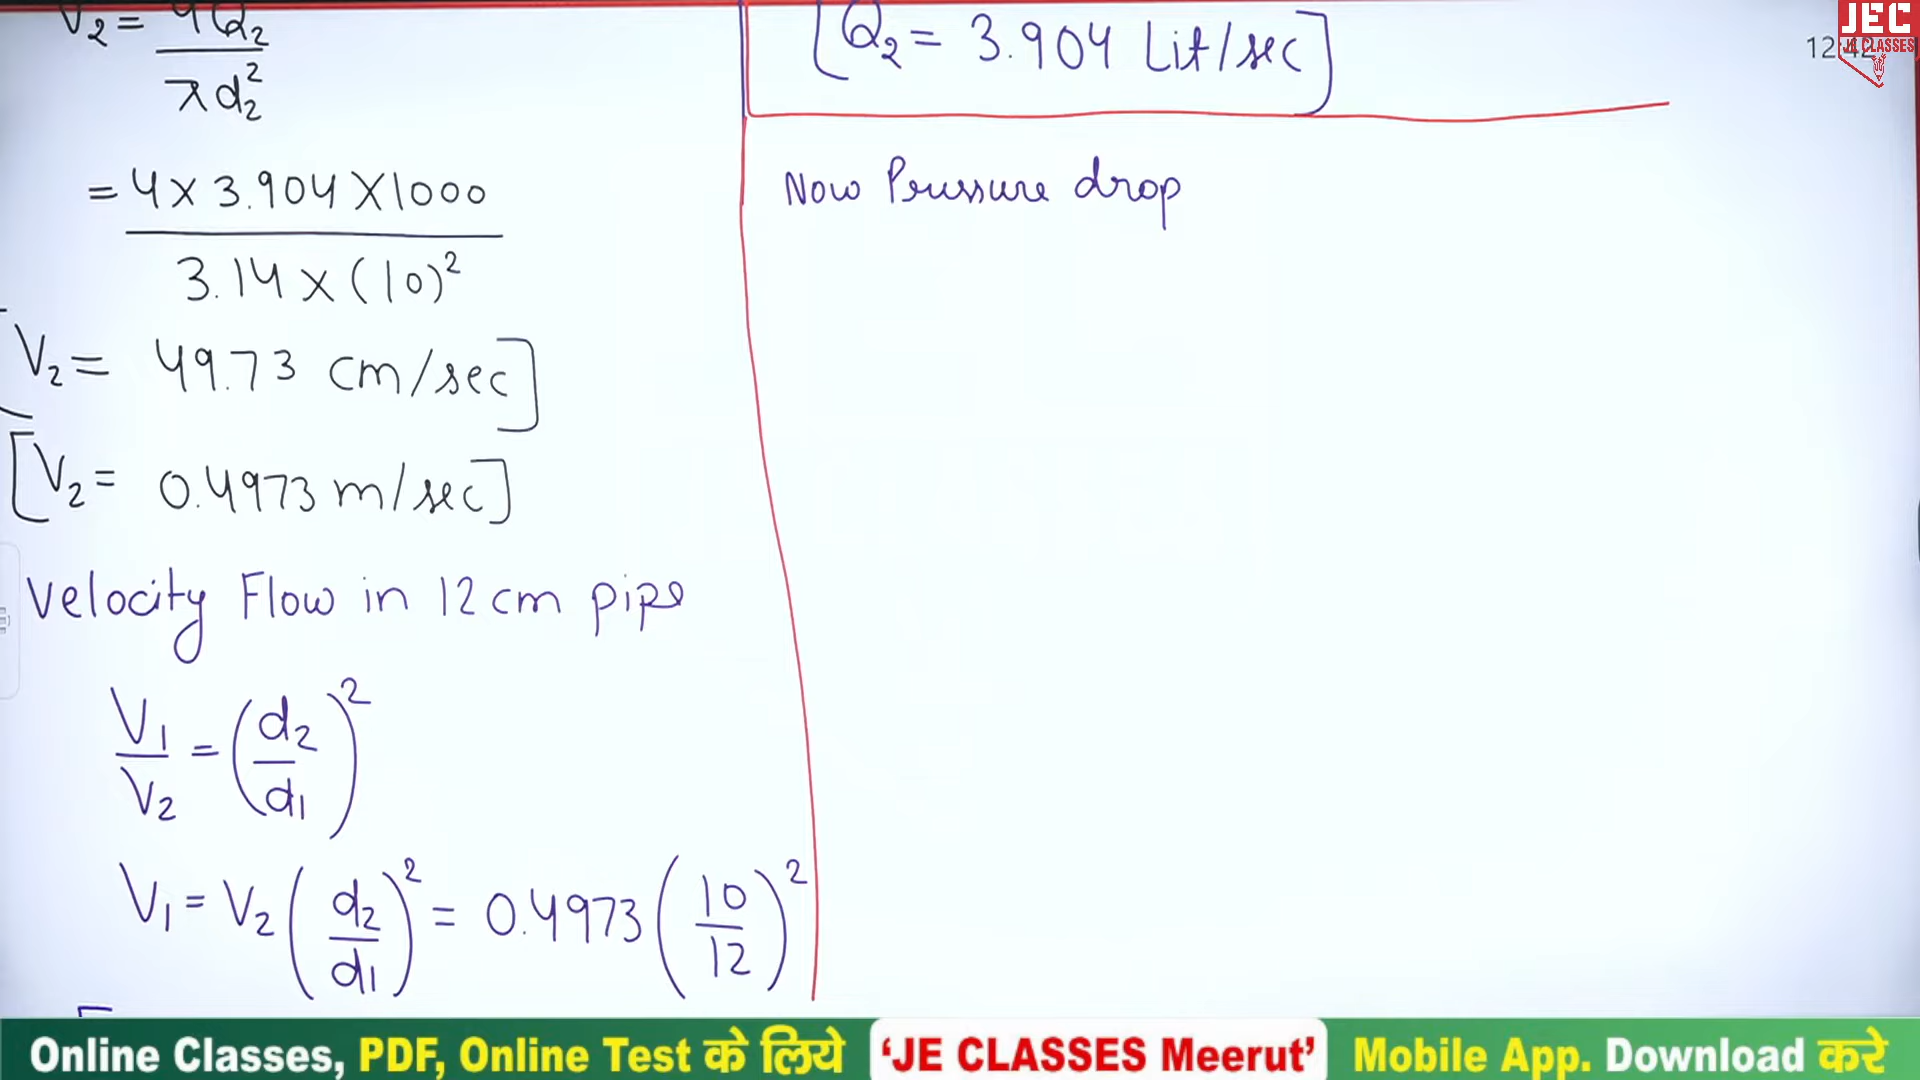 V₂ = 4Q₂
π d₂²
= 4 × 3.904 × 1000
3.14 × (10)²
V₂ = 49.73 cm/sec]
[V₂ = 0.4973 m/sec]
Velocity Flow in 12 cm pipe
V₁ = (d₂)²
V₂ d₁
V₁ = V₂ (d₂)² = 0.4973 (10)²
d₁ 12
[Q₂ = 3.904 Lit/sec]
Now Pressure drop
JEC
JE CLASSES
Online Classes, PDF, Online Test के लिये 'JE CLASSES Meerut' Mobile App. Download करे